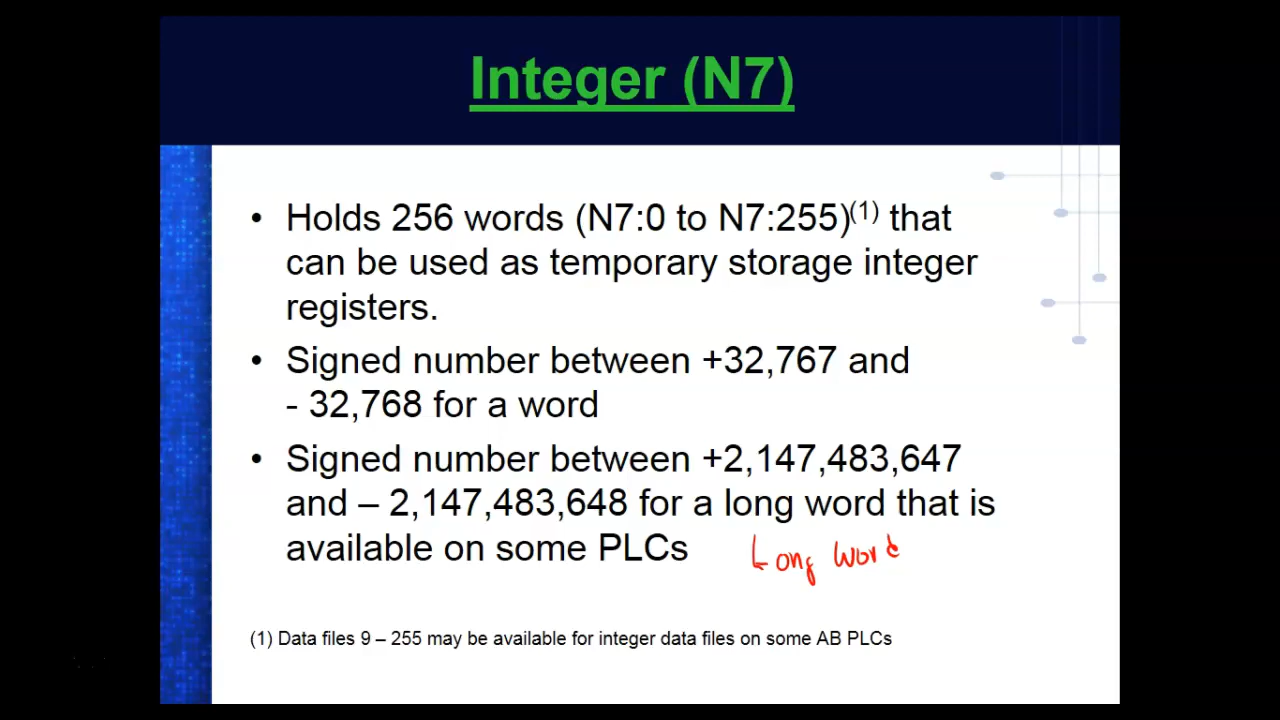 Integer (N7)
• Holds 256 words (N7:0 to N7:255)(1) that
can be used as temporary storage integer
registers.
• Signed number between +32,767 and
- 32,768 for a word
• Signed number between +2,147,483,647
and – 2,147,483,648 for a long word that is
available on some PLCs
Long word
(1) Data files 9 – 255 may be available for integer data files on some AB PLCs